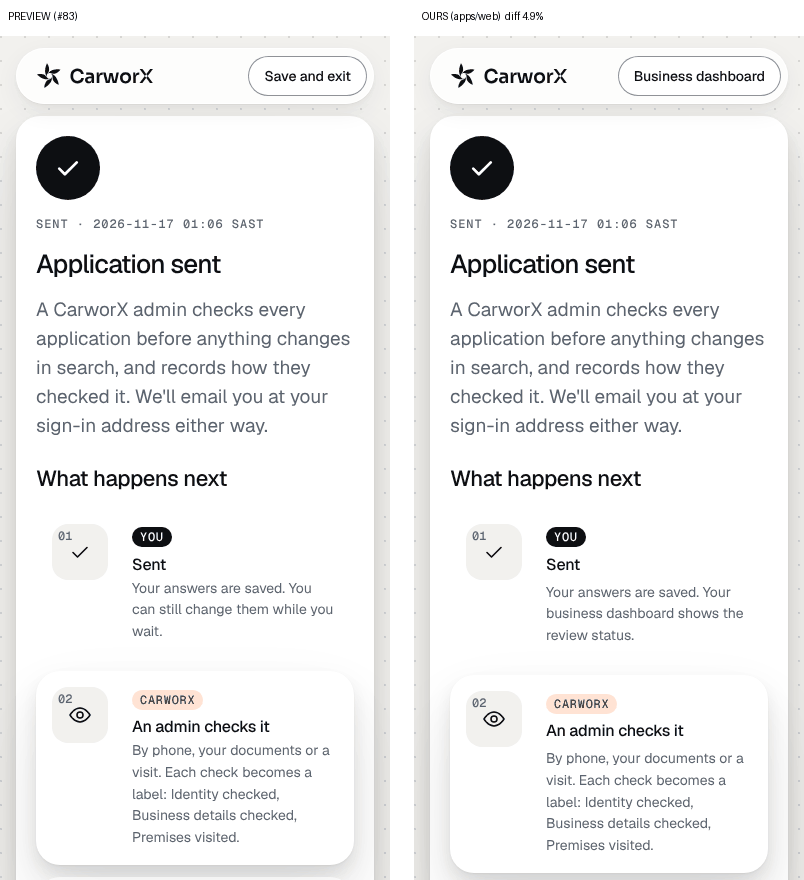 PREVIEW (#83)
CarworX
Save and exit
SENT · 2026-11-17 01:06 SAST
Application sent
A CarworX admin checks every
application before anything changes
in search, and records how they
checked it. We'll email you at your
sign-in address either way.
What happens next
01
YOU
Sent
Your answers are saved. You
can still change them while you
wait.
02
CARWORX
An admin checks it
By phone, your documents or a
visit. Each check becomes a
label: Identity checked,
Business details checked,
Premises visited.
OURS (apps/web) diff 4.9%
CarworX
Business dashboard
SENT · 2026-11-17 01:06 SAST
Application sent
A CarworX admin checks every
application before anything changes
in search, and records how they
checked it. We'll email you at your
sign-in address either way.
What happens next
01
YOU
Sent
Your answers are saved. Your
business dashboard shows the
review status.
02
CARWORX
An admin checks it
By phone, your documents or a
visit. Each check becomes a
label: Identity checked,
Business details checked,
Premises visited.